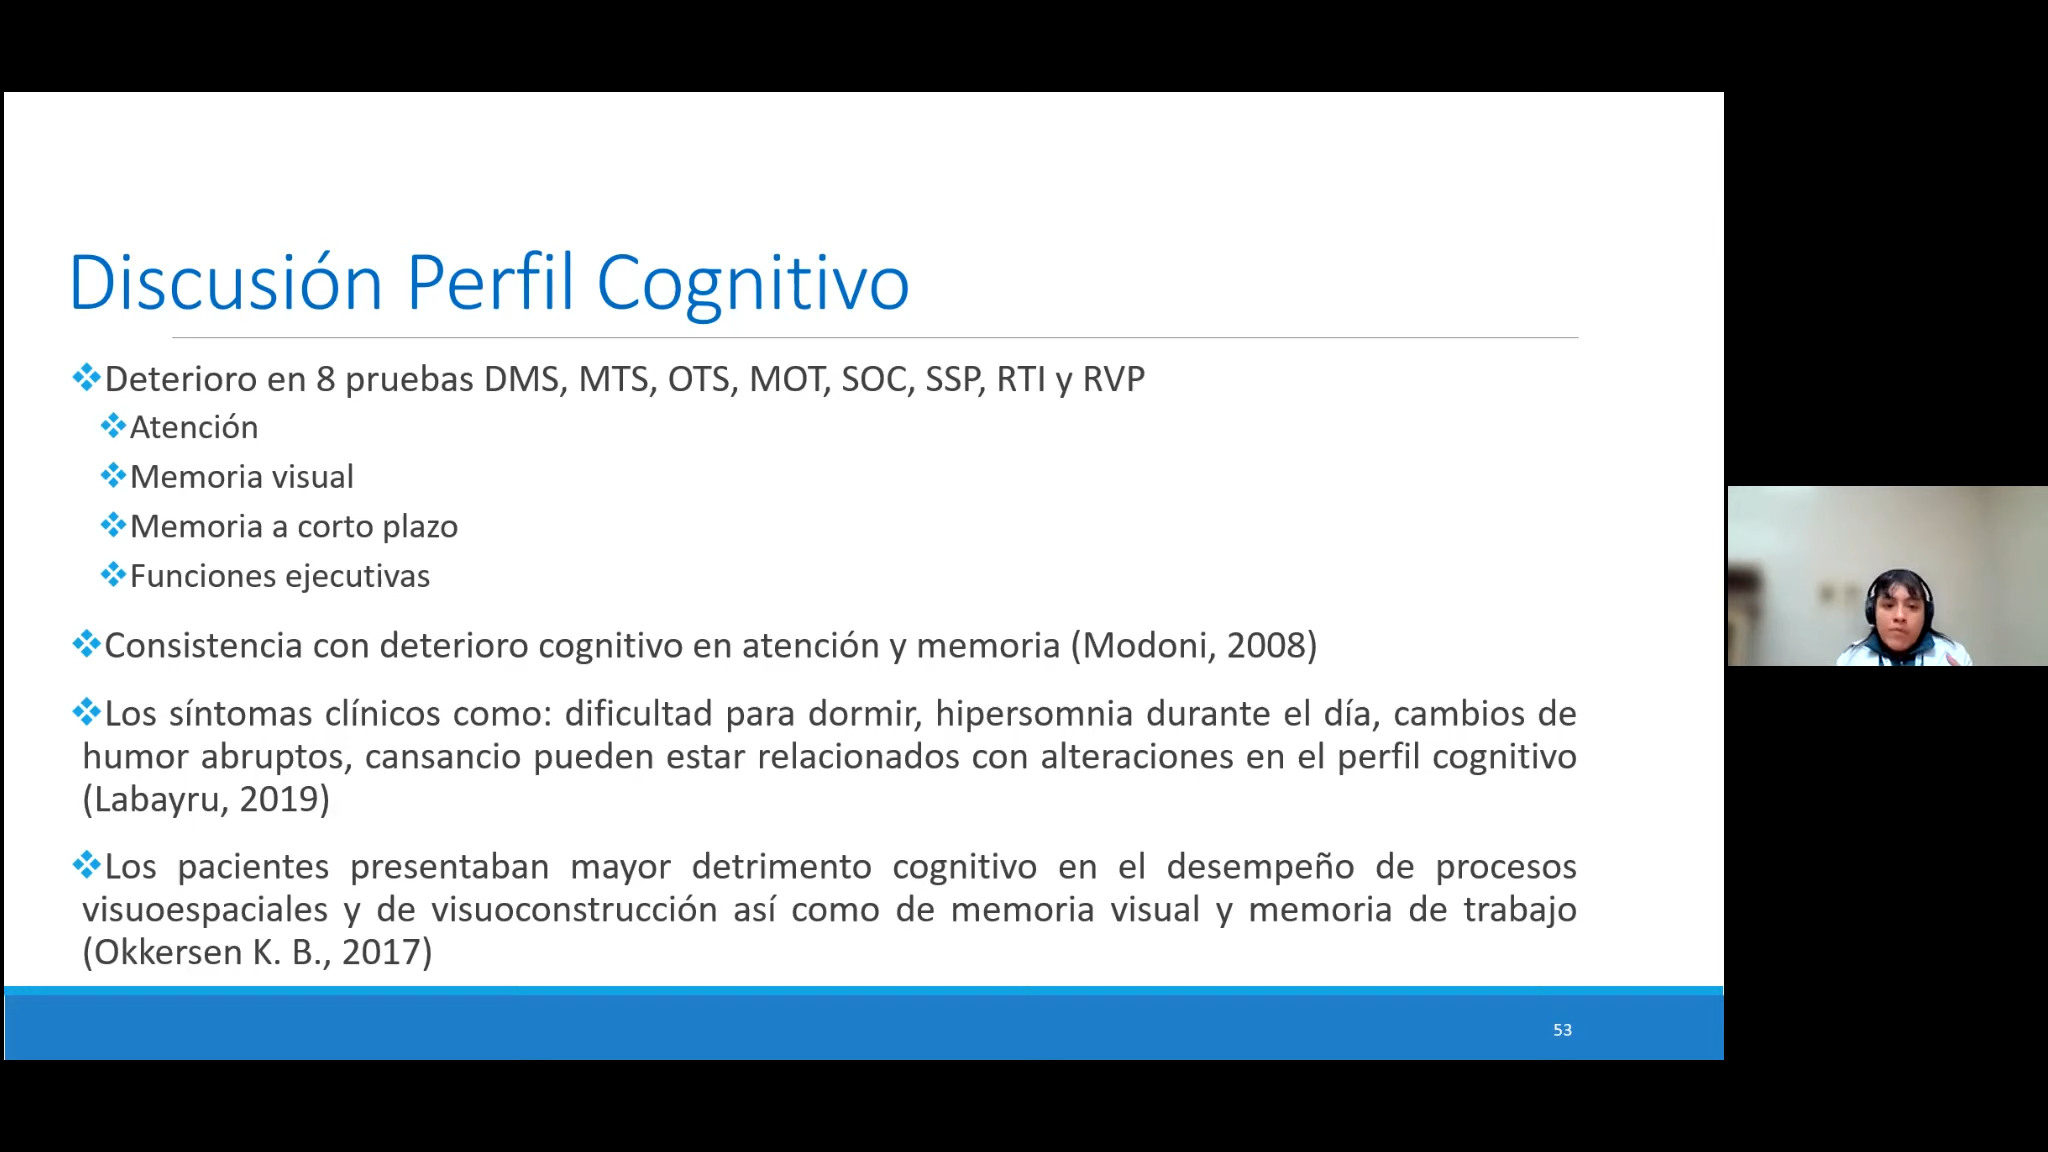 Discusión Perfil Cognitivo
❖Deterioro en 8 pruebas DMS, MTS, OTS, MOT, SOC, SSP, RTI y RVP
❖Atención
❖Memoria visual
❖Memoria a corto plazo
❖Funciones ejecutivas
❖Consistencia con deterioro cognitivo en atención y memoria (Modoni, 2008)
❖Los síntomas clínicos como: dificultad para dormir, hipersomnia durante el día, cambios de
humor abruptos, cansancio pueden estar relacionados con alteraciones en el perfil cognitivo
(Labayru, 2019)
❖Los pacientes presentaban mayor detrimento cognitivo en el desempeño de procesos
visuoespaciales y de visuoconstrucción así como de memoria visual y memoria de trabajo
(Okkersen K. B., 2017)
53